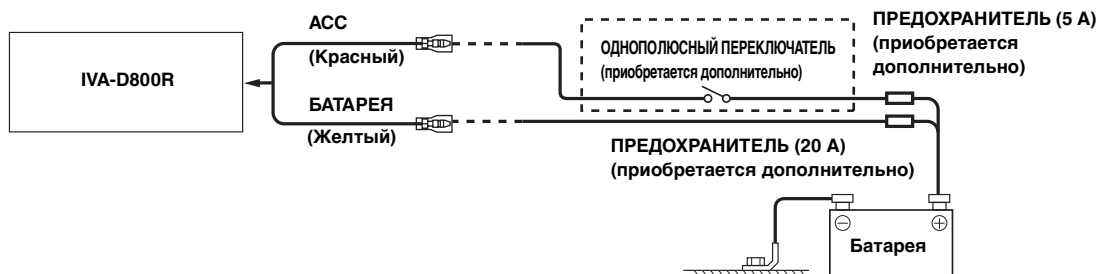 ACC
(Красный)
IVA-D800R
БАТАРЕЯ
(Желтый)
ОДНОПОЛЮСНЫЙ ПЕРЕКЛЮЧАТЕЛЬ
(приобретается дополнительно)
ПРЕДОХРАНИТЕЛЬ (5 A)
(приобретается
дополнительно)
ПРЕДОХРАНИТЕЛЬ (20 A)
(приобретается дополнительно)
Батарея